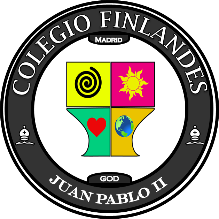 COLEGIO FINLANDES
Madrid
GOD
JUAN PABLO II